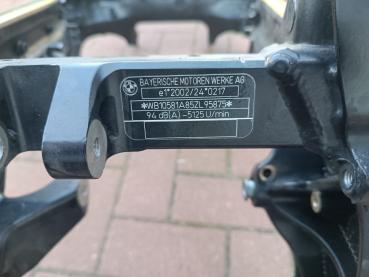 BAYERISCHE MOTOREN WERKE AG
e1*2002/24*0217
*WB10581A85ZL95875*
94 dB(A) -5125 U/min